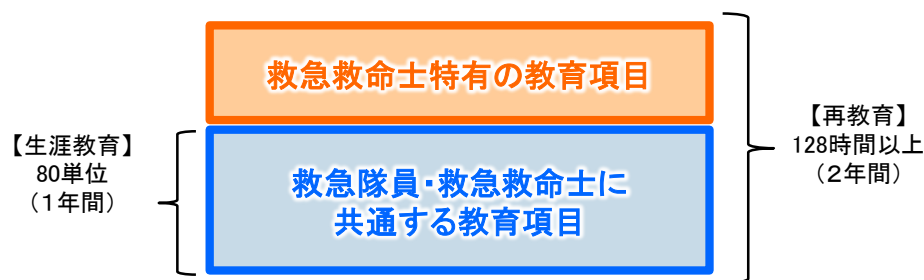 救急救命士特有の教育項目
【生涯教育】
80単位
（１年間）
救急隊員・救急救命士に
共通する教育項目
【再教育】
128時間以上
（２年間）